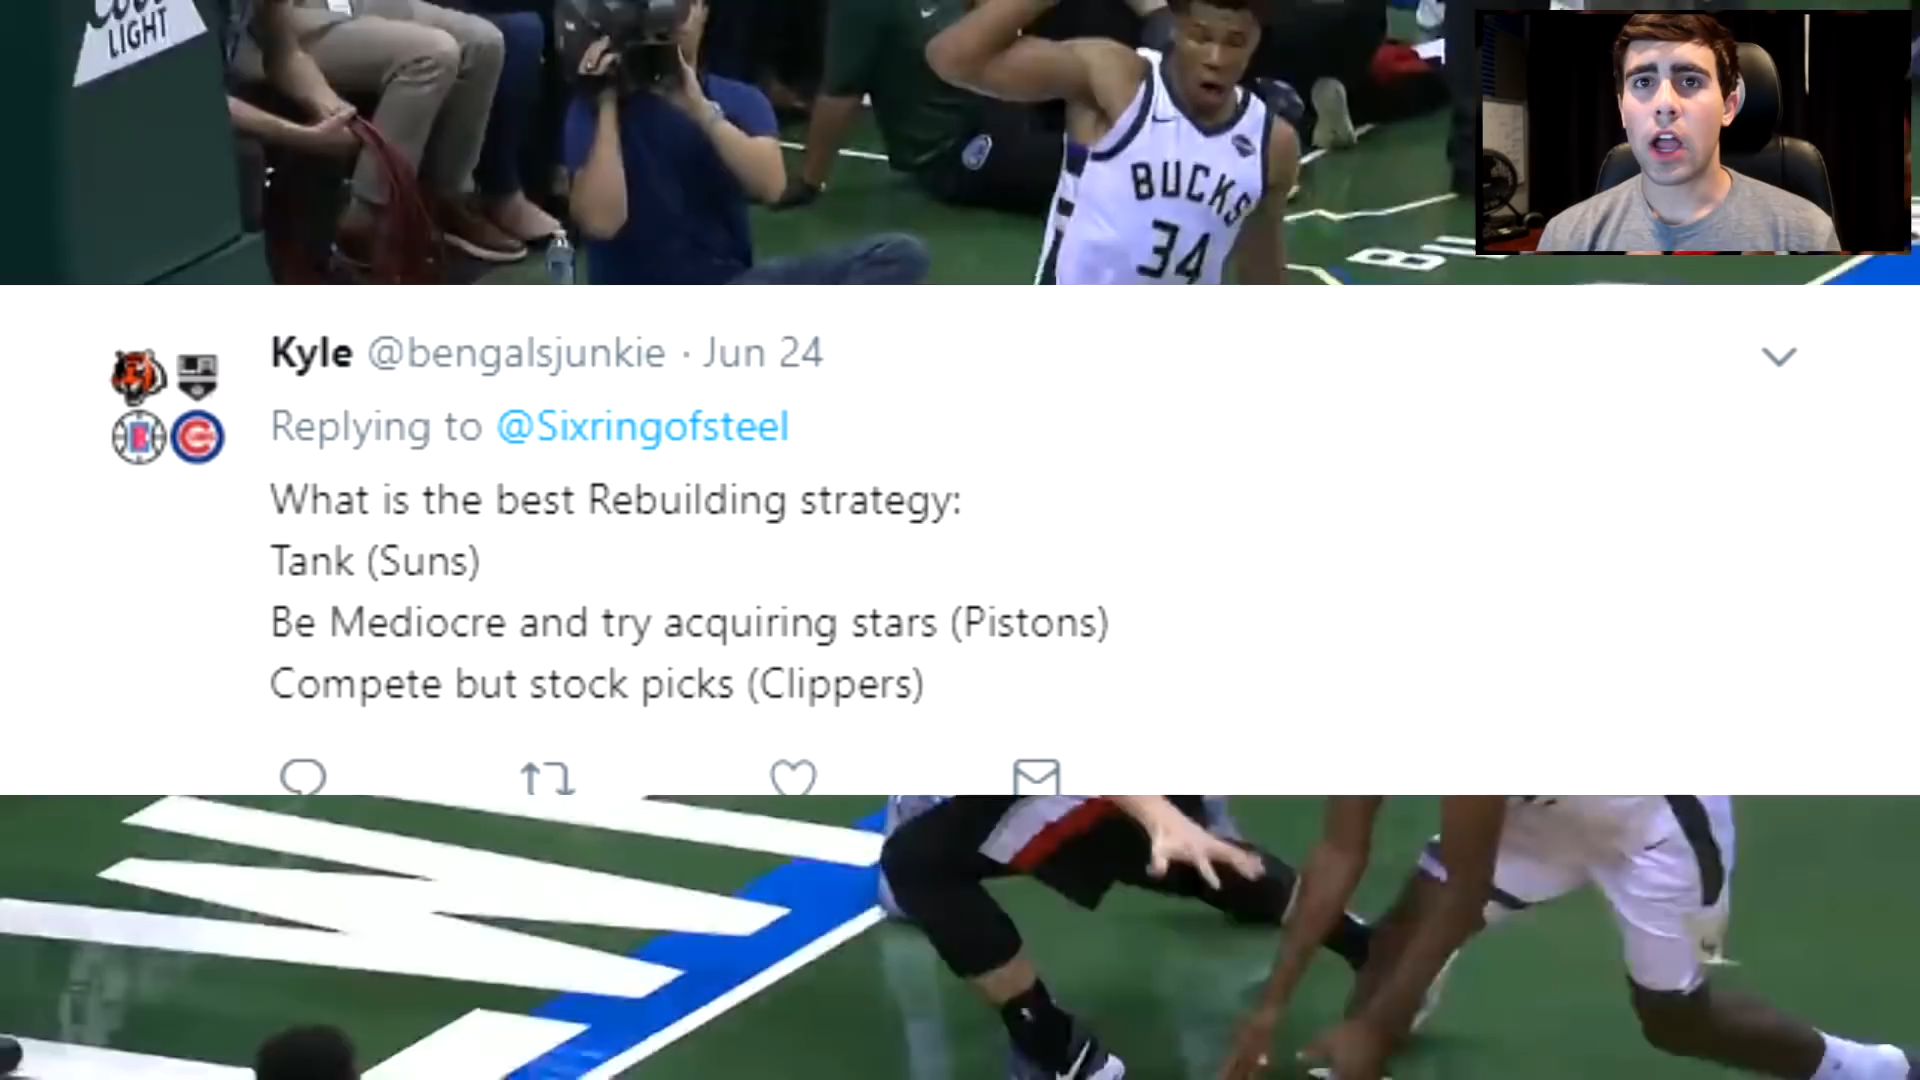 LIGHT
BUCKS
34
Kyle @bengalsjunkie · Jun 24
Replying to @Sixringofsteel
What is the best Rebuilding strategy:
Tank (Suns)
Be Mediocre and try acquiring stars (Pistons)
Compete but stock picks (Clippers)